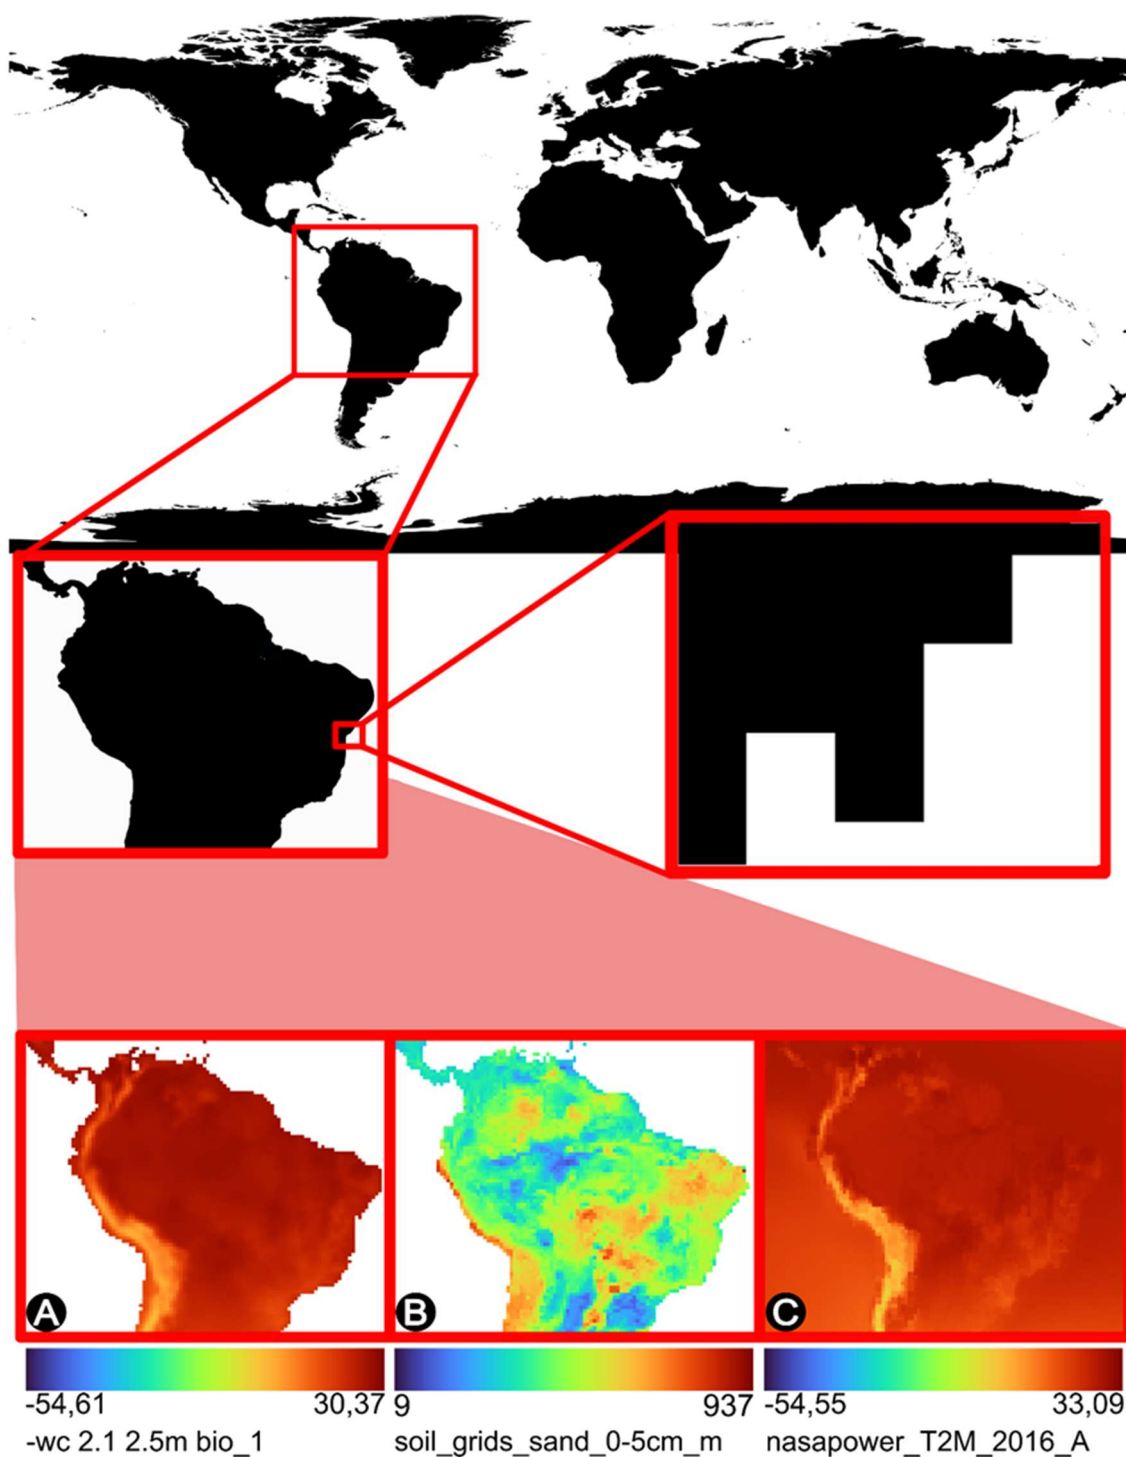 A B C
-54,61 30,37 9 937 -54,55 33,09
-wc 2.1 2.5m bio_1 soil_grids_sand_0-5cm_m nasapower_T2M_2016_A